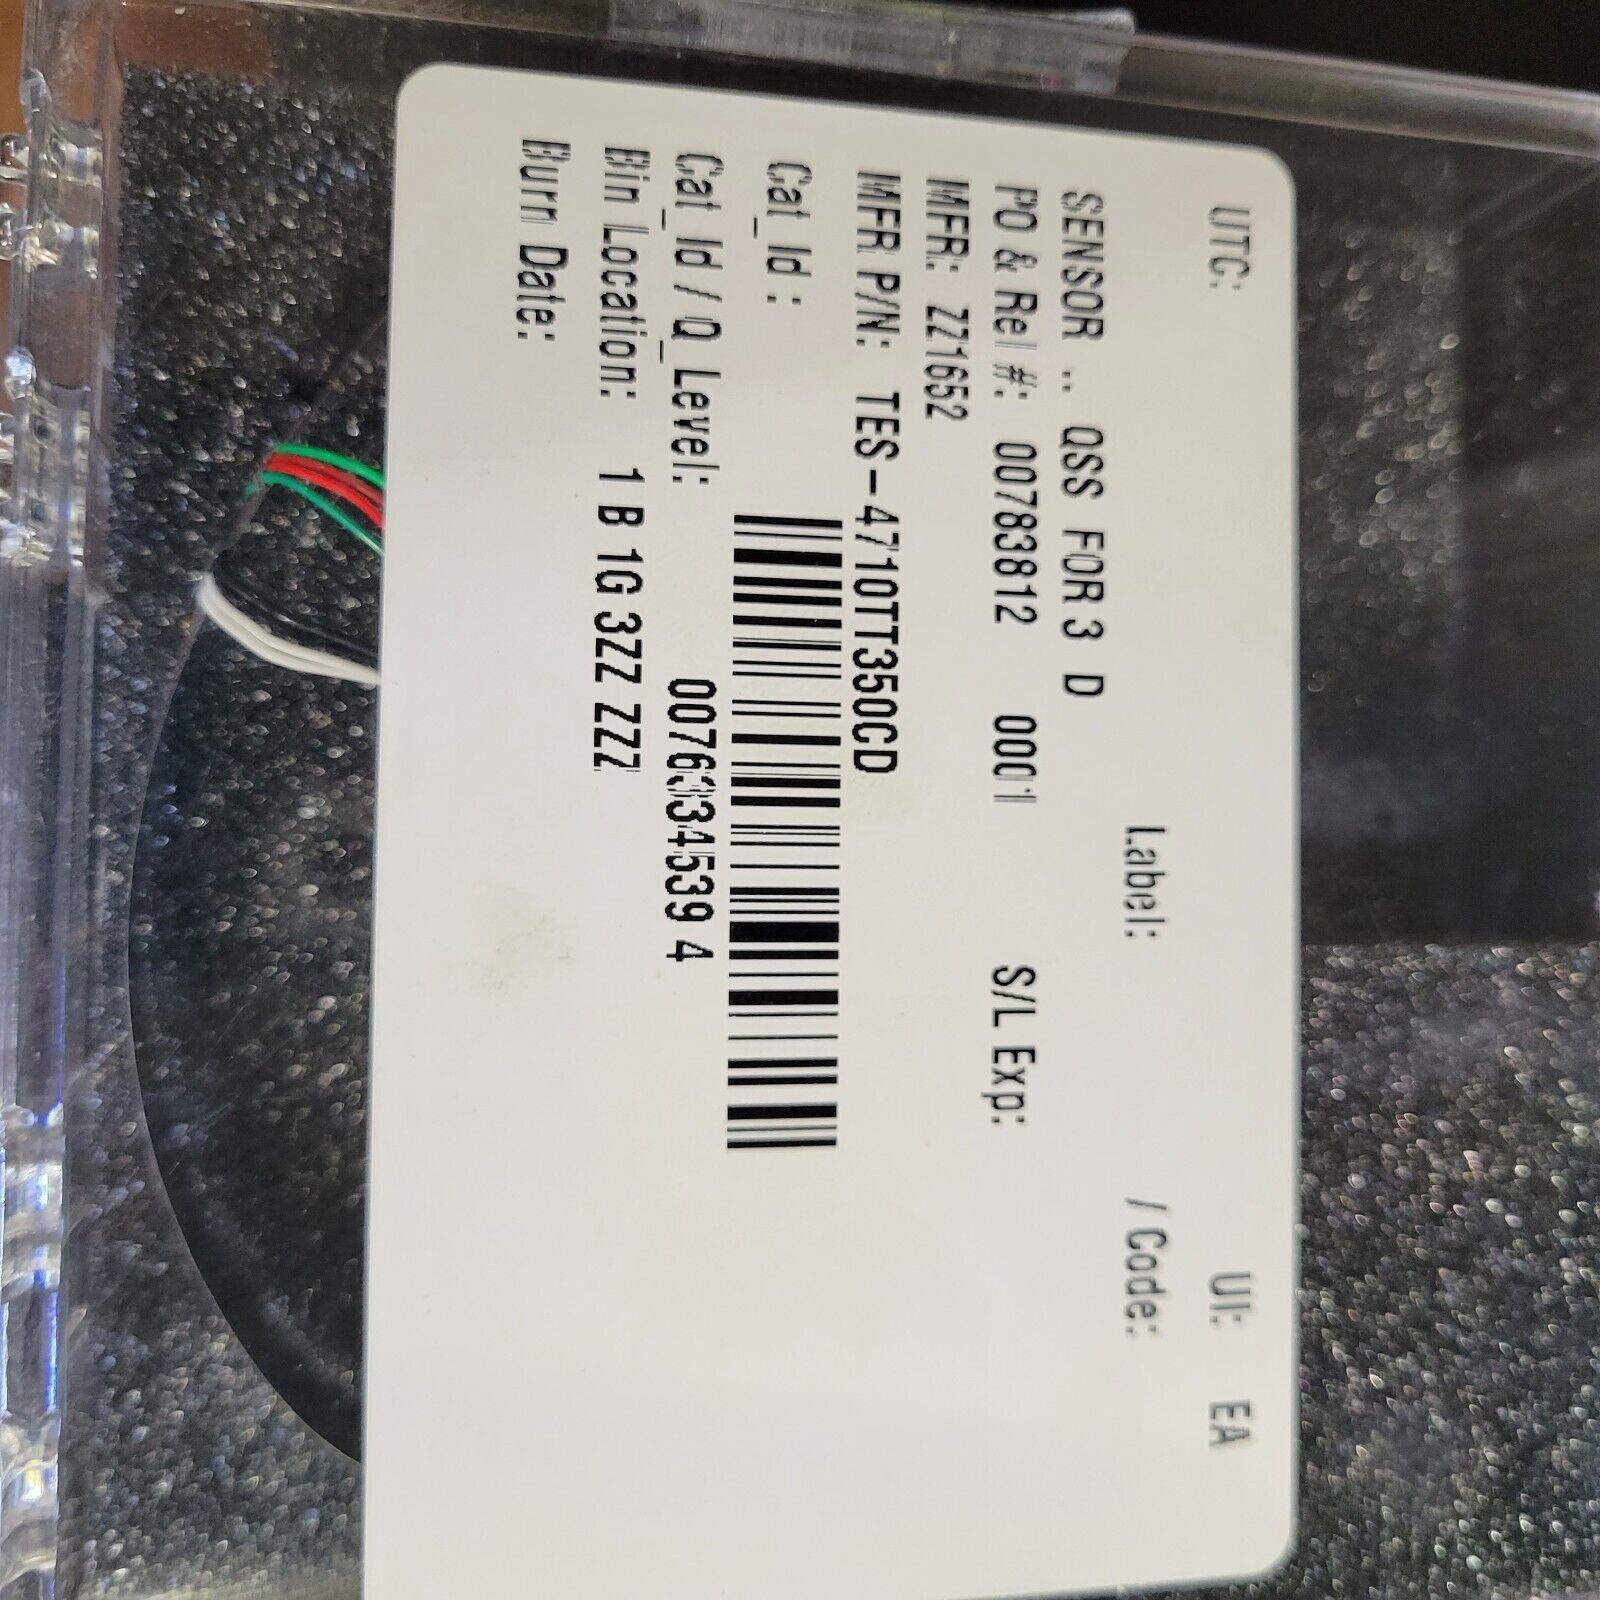 UTC: UI: EA
Label: / Code:
SENSOR .. QSS FOR 3 D
PO & Rel #: 00783812 0001 S/L Exp:
MFR: ZZ1652
MFR P/N: TES-4710TT350CD
Cat_Id :
Cat_Id / Q_Level: 0076334539 4
Bin Location: 1 B 1G 3ZZ ZZZ
Burn Date: